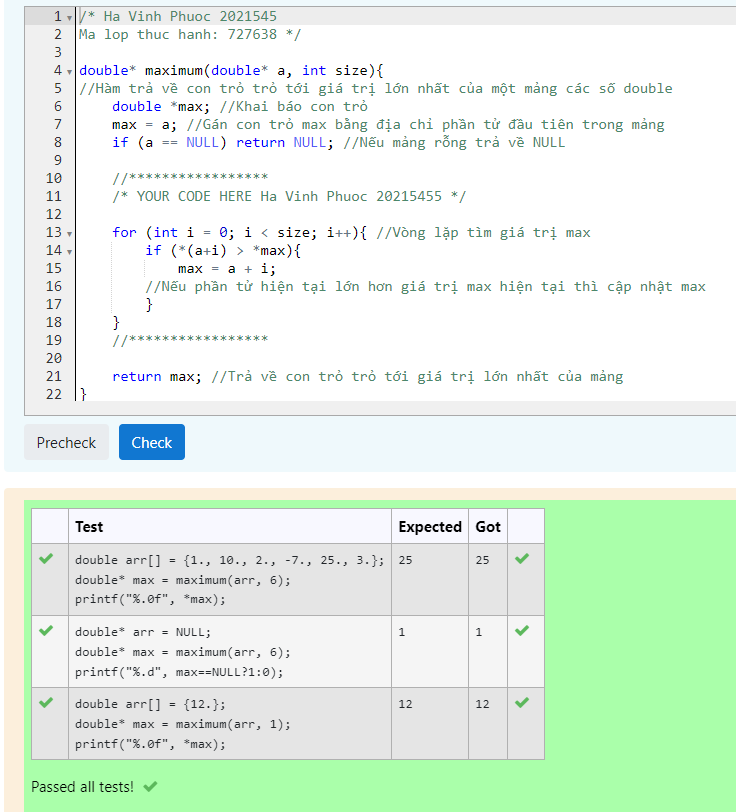 1 /* Ha Vinh Phuoc 2021545
2 Ma lop thuc hanh: 727638 */
3
4 double* maximum(double* a, int size){
5 //Hàm trả về con trỏ trỏ tới giá trị lớn nhất của một mảng các số double
6 double *max; //Khai báo con trỏ
7 max = a; //Gán con trỏ max bằng địa chỉ phần tử đầu tiên trong mảng
8 if (a == NULL) return NULL; //Nếu mảng rỗng trả về NULL
9
10 //*****************
11 /* YOUR CODE HERE Ha Vinh Phuoc 20215455 */
12
13 for (int i = 0; i < size; i++){ //Vòng lặp tìm giá trị max
14 if (*(a+i) > *max){
15 max = a + i;
16 //Nếu phần tử hiện tại lớn hơn giá trị max hiện tại thì cập nhật max
17 }
18 }
19 //*****************
20
21 return max; //Trả về con trỏ trỏ tới giá trị lớn nhất của mảng
22 }
Precheck Check
Test Expected Got
double arr[] = {1., 10., 2., -7., 25., 3.}; 25 25
double* max = maximum(arr, 6);
printf("%.0f", *max);
double* arr = NULL; 1 1
double* max = maximum(arr, 6);
printf("%.d", max==NULL?1:0);
double arr[] = {12.}; 12 12
double* max = maximum(arr, 1);
printf("%.0f", *max);
Passed all tests!